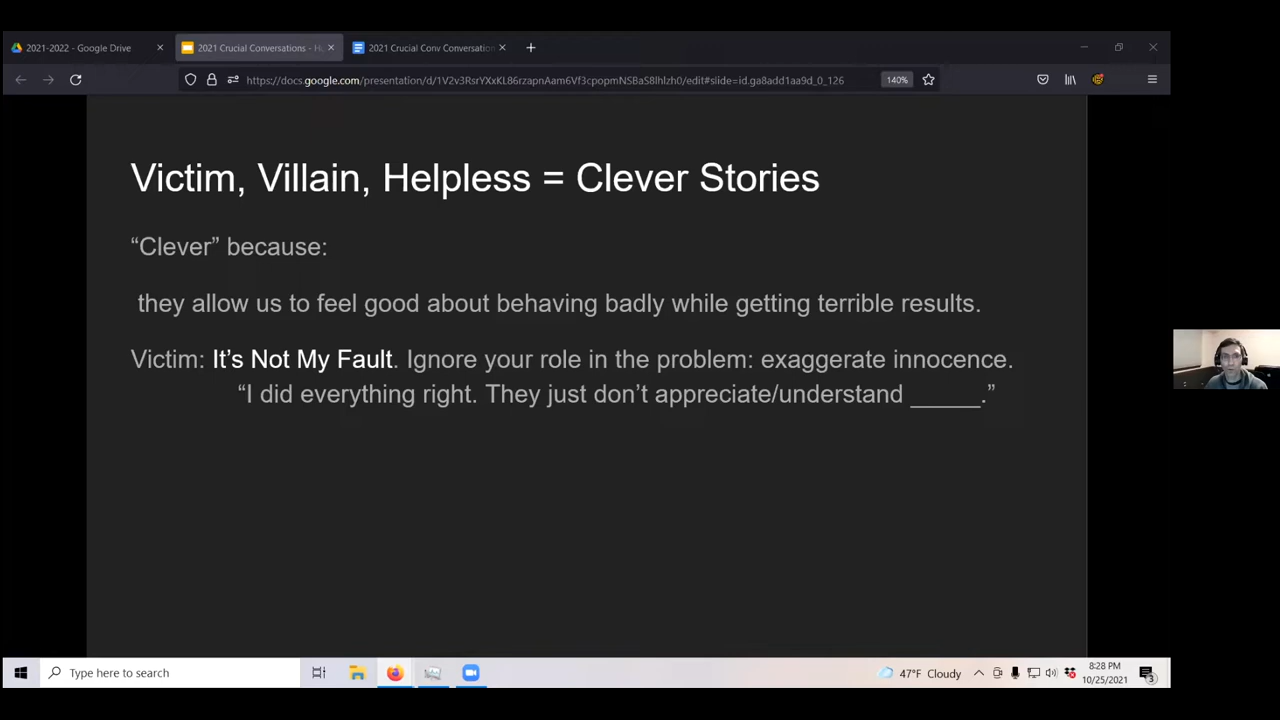 2021-2022 - Google Drive
2021 Crucial Conversations - H
2021 Crucial Conv Conversation
https://docs.google.com/presentation/d/1V2v3RsrYXxKL86rzapnAam6Vf3cpopmNSBaS8lhlzh0/edit#slide=id.ga8add1aa9d_0_126
140%
Victim, Villain, Helpless = Clever Stories
“Clever” because:
they allow us to feel good about behaving badly while getting terrible results.
Victim: It’s Not My Fault. Ignore your role in the problem: exaggerate innocence.
“I did everything right. They just don’t appreciate/understand _____.”
Type here to search
47°F Cloudy
8:28 PM
10/25/2021
3